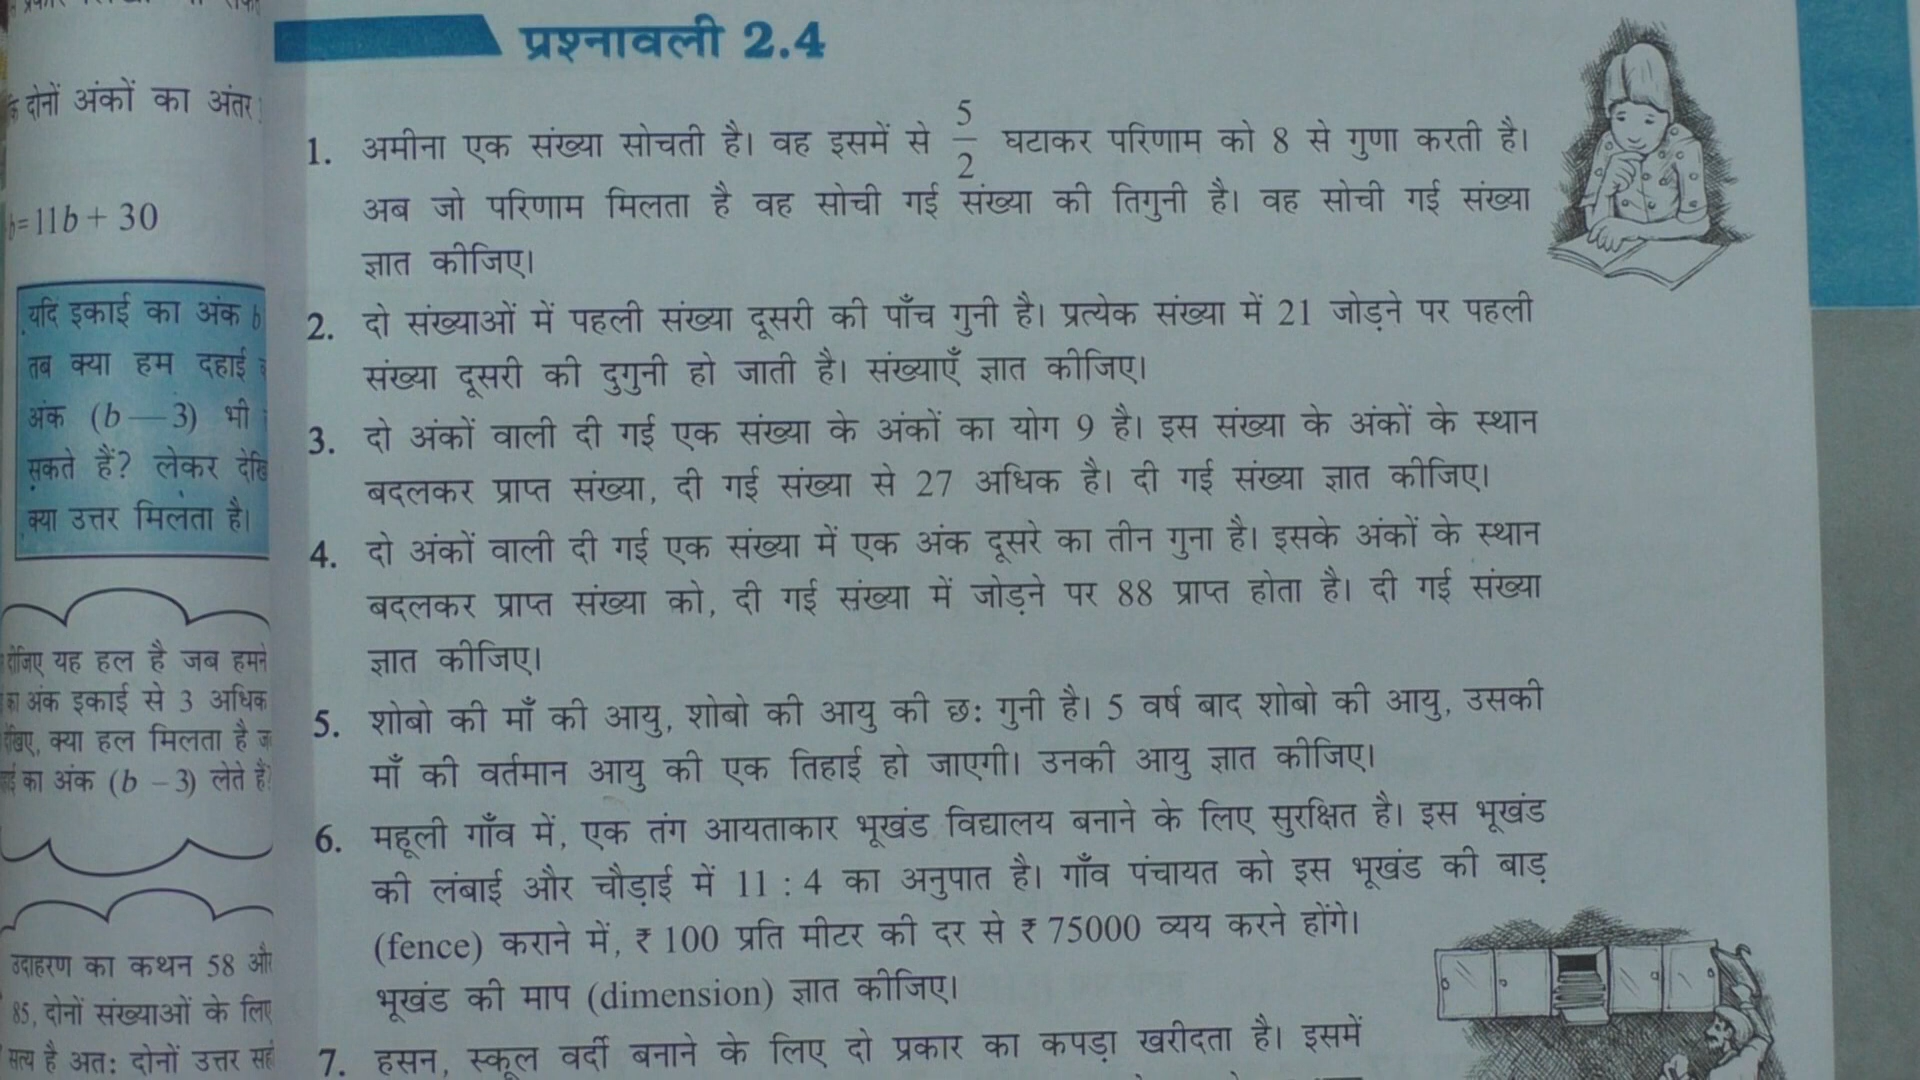 दोनों अंकों का अंतर
=11b + 30
यदि इकाई का अंक b
तब क्या हम दहाई
अंक (b — 3) भी
सकते हैं? लेकर
क्या उत्तर मिलता है।
यह हल है जब हमने
का अंक इकाई से 3 अधिक
क्या हल मिलता है
का अंक (b – 3) लेते हैं?
उदाहरण का कथन 58 और
85, दोनों संख्याओं के लिए
सत्य है अत: दोनों उत्तर
प्रश्नावली 2.4
1. अमीना एक संख्या सोचती है। वह इसमें से 5/2 घटाकर परिणाम को 8 से गुणा करती है।
अब जो परिणाम मिलता है वह सोची गई संख्या की तिगुनी है। वह सोची गई संख्या
ज्ञात कीजिए।
2. दो संख्याओं में पहली संख्या दूसरी की पाँच गुनी है। प्रत्येक संख्या में 21 जोड़ने पर पहली
संख्या दूसरी की दुगुनी हो जाती है। संख्याएँ ज्ञात कीजिए।
3. दो अंकों वाली दी गई एक संख्या के अंकों का योग 9 है। इस संख्या के अंकों के स्थान
बदलकर प्राप्त संख्या, दी गई संख्या से 27 अधिक है। दी गई संख्या ज्ञात कीजिए।
4. दो अंकों वाली दी गई एक संख्या में एक अंक दूसरे का तीन गुना है। इसके अंकों के स्थान
बदलकर प्राप्त संख्या को, दी गई संख्या में जोड़ने पर 88 प्राप्त होता है। दी गई संख्या
ज्ञात कीजिए।
5. शोबो की माँ की आयु, शोबो की आयु की छ: गुनी है। 5 वर्ष बाद शोबो की आयु, उसकी
माँ की वर्तमान आयु की एक तिहाई हो जाएगी। उनकी आयु ज्ञात कीजिए।
6. महूली गाँव में, एक तंग आयताकार भूखंड विद्यालय बनाने के लिए सुरक्षित है। इस भूखंड
की लंबाई और चौड़ाई में 11 : 4 का अनुपात है। गाँव पंचायत को इस भूखंड की बाड़
(fence) कराने में, ₹ 100 प्रति मीटर की दर से ₹ 75000 व्यय करने होंगे।
भूखंड की माप (dimension) ज्ञात कीजिए।
7. हसन, स्कूल वर्दी बनाने के लिए दो प्रकार का कपड़ा खरीदता है। इसमें